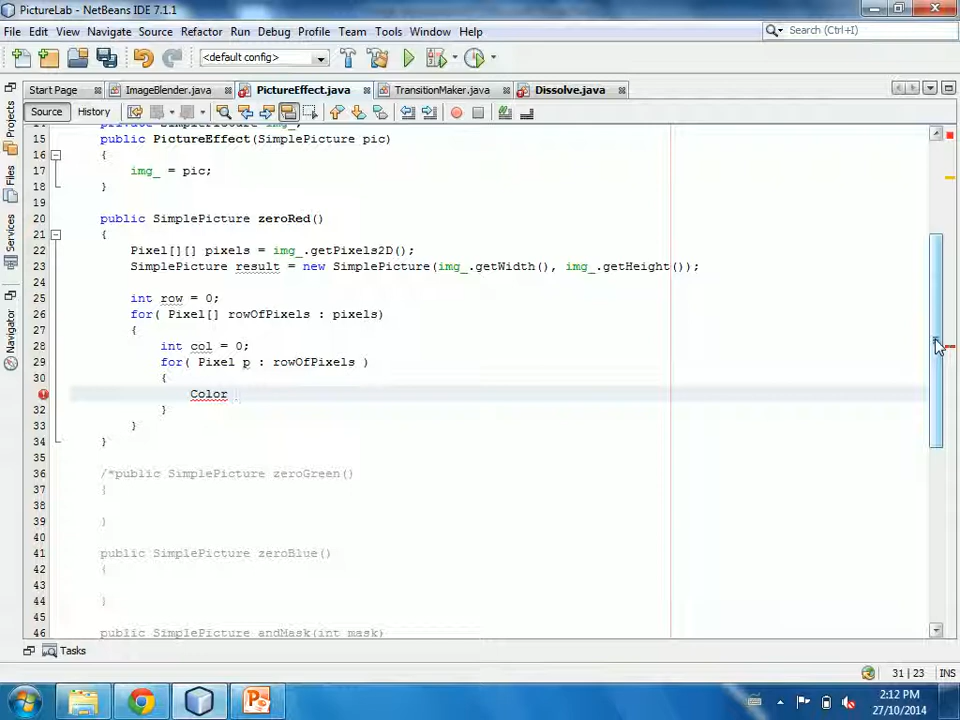 PictureLab - NetBeans IDE 7.1.1
File Edit View Navigate Source Refactor Run Debug Profile Team Tools Window Help
Search (Ctrl+I)
<default config>
Start Page ImageBlender.java PictureEffect.java TransitionMaker.java Dissolve.java
Source History
Projects
Files
Services
Navigator
15 public PictureEffect(SimplePicture pic)
16 {
17 img_ = pic;
18 }
19
20 public SimplePicture zeroRed()
21 {
22 Pixel[][] pixels = img_.getPixels2D();
23 SimplePicture result = new SimplePicture(img_.getWidth(), img_.getHeight());
24
25 int row = 0;
26 for( Pixel[] rowOfPixels : pixels)
27 {
28 int col = 0;
29 for( Pixel p : rowOfPixels )
30 {
Color
32 }
33 }
34 }
35
36 /*public SimplePicture zeroGreen()
37 {
38
39 }
40
41 public SimplePicture zeroBlue()
42 {
43
44 }
45
46 public SimplePicture andMask(int mask)
Tasks
31 | 23 INS
2:12 PM
27/10/2014